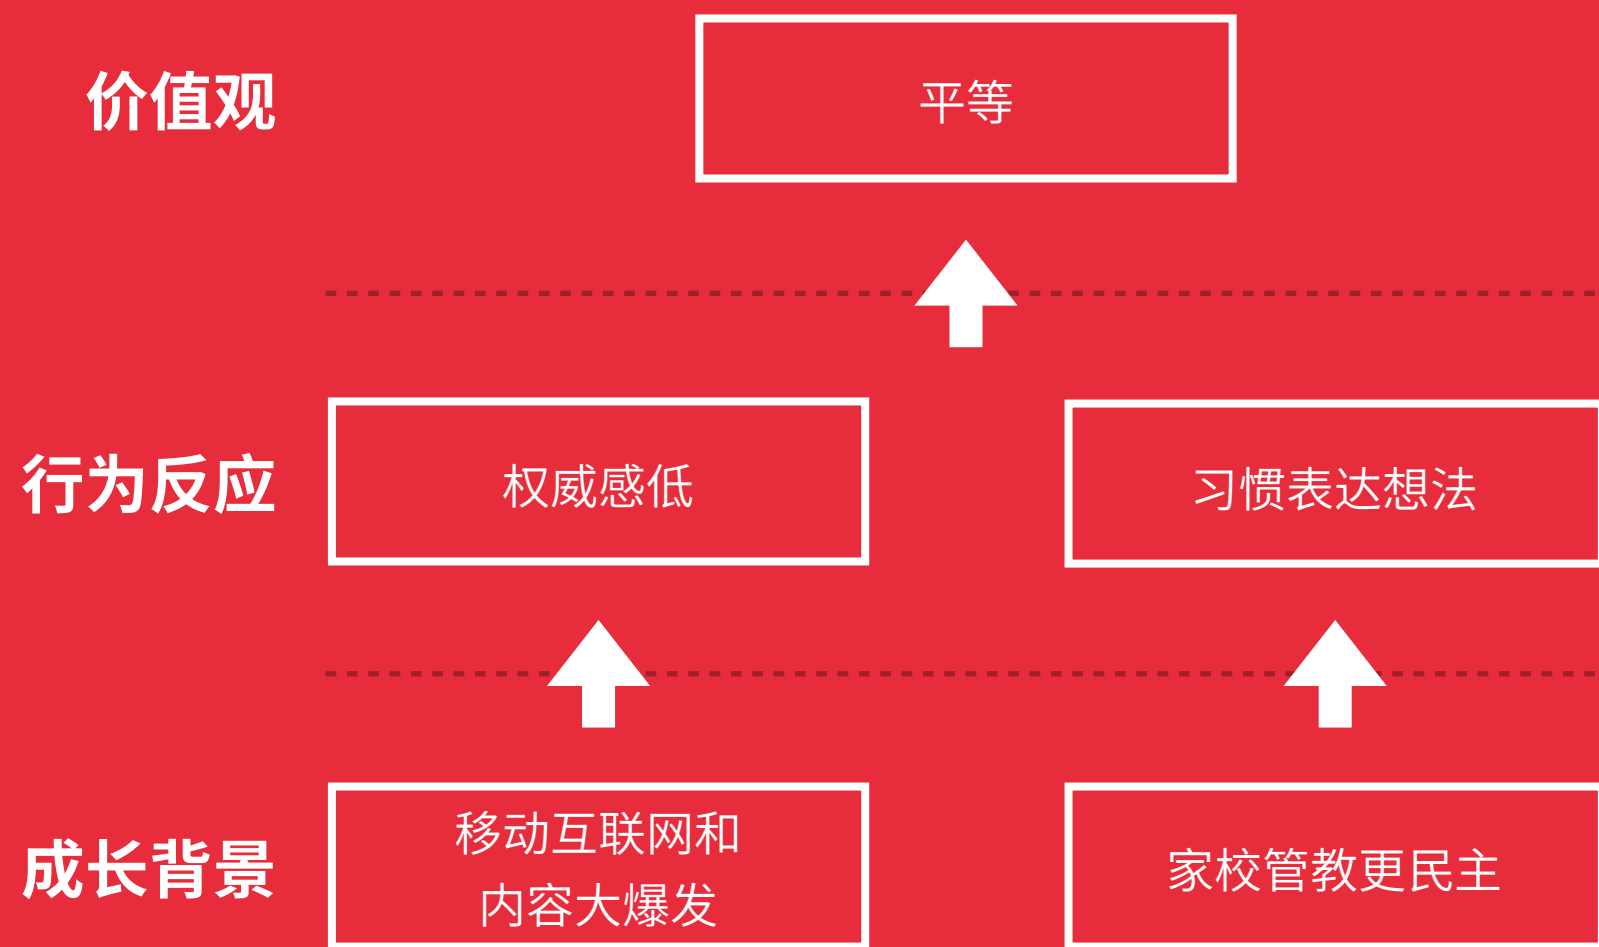 价值观
平等
行为反应
权威感低
习惯表达想法
成长背景
移动互联网和
内容大爆发
家校管教更民主